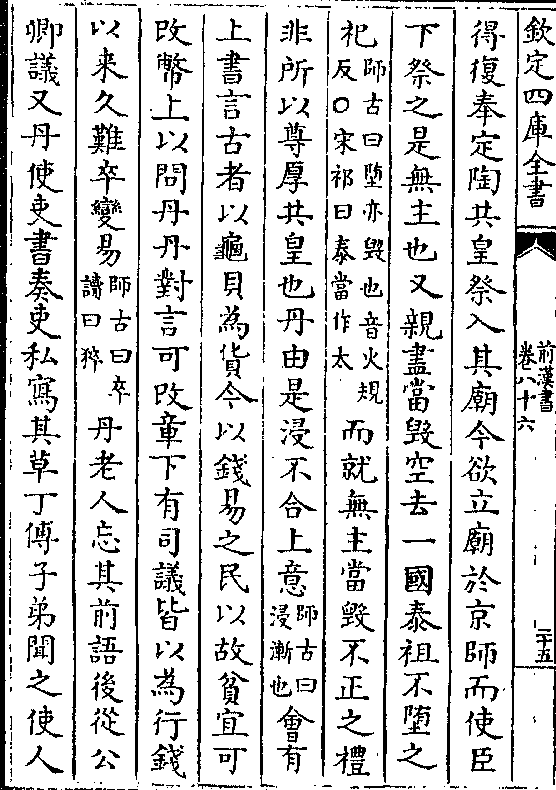 欽定四庫全書
前漢書
卷八十六
二十五
得復奉定陶共皇祭入其廟今欲立廟於京師而使臣
下祭之是無主也又親盡當毀空去一國泰祖不墮之
祀師古曰墮亦毀也音火規反○宋祁曰泰當作太而就無主當毀不正之禮
非所以尊厚共皇也丹由是浸不合上意師古曰浸漸也會有
上書言古者以龜貝為貨今以錢易之民以故貧宜可
改幣上以問丹丹對言可改章下有司議皆以為行錢
以来久難卒變易師古曰卒讀曰猝丹老人忘其前語後從公
卿議又丹使吏書奏吏私寫其草丁傅子弟聞之使人